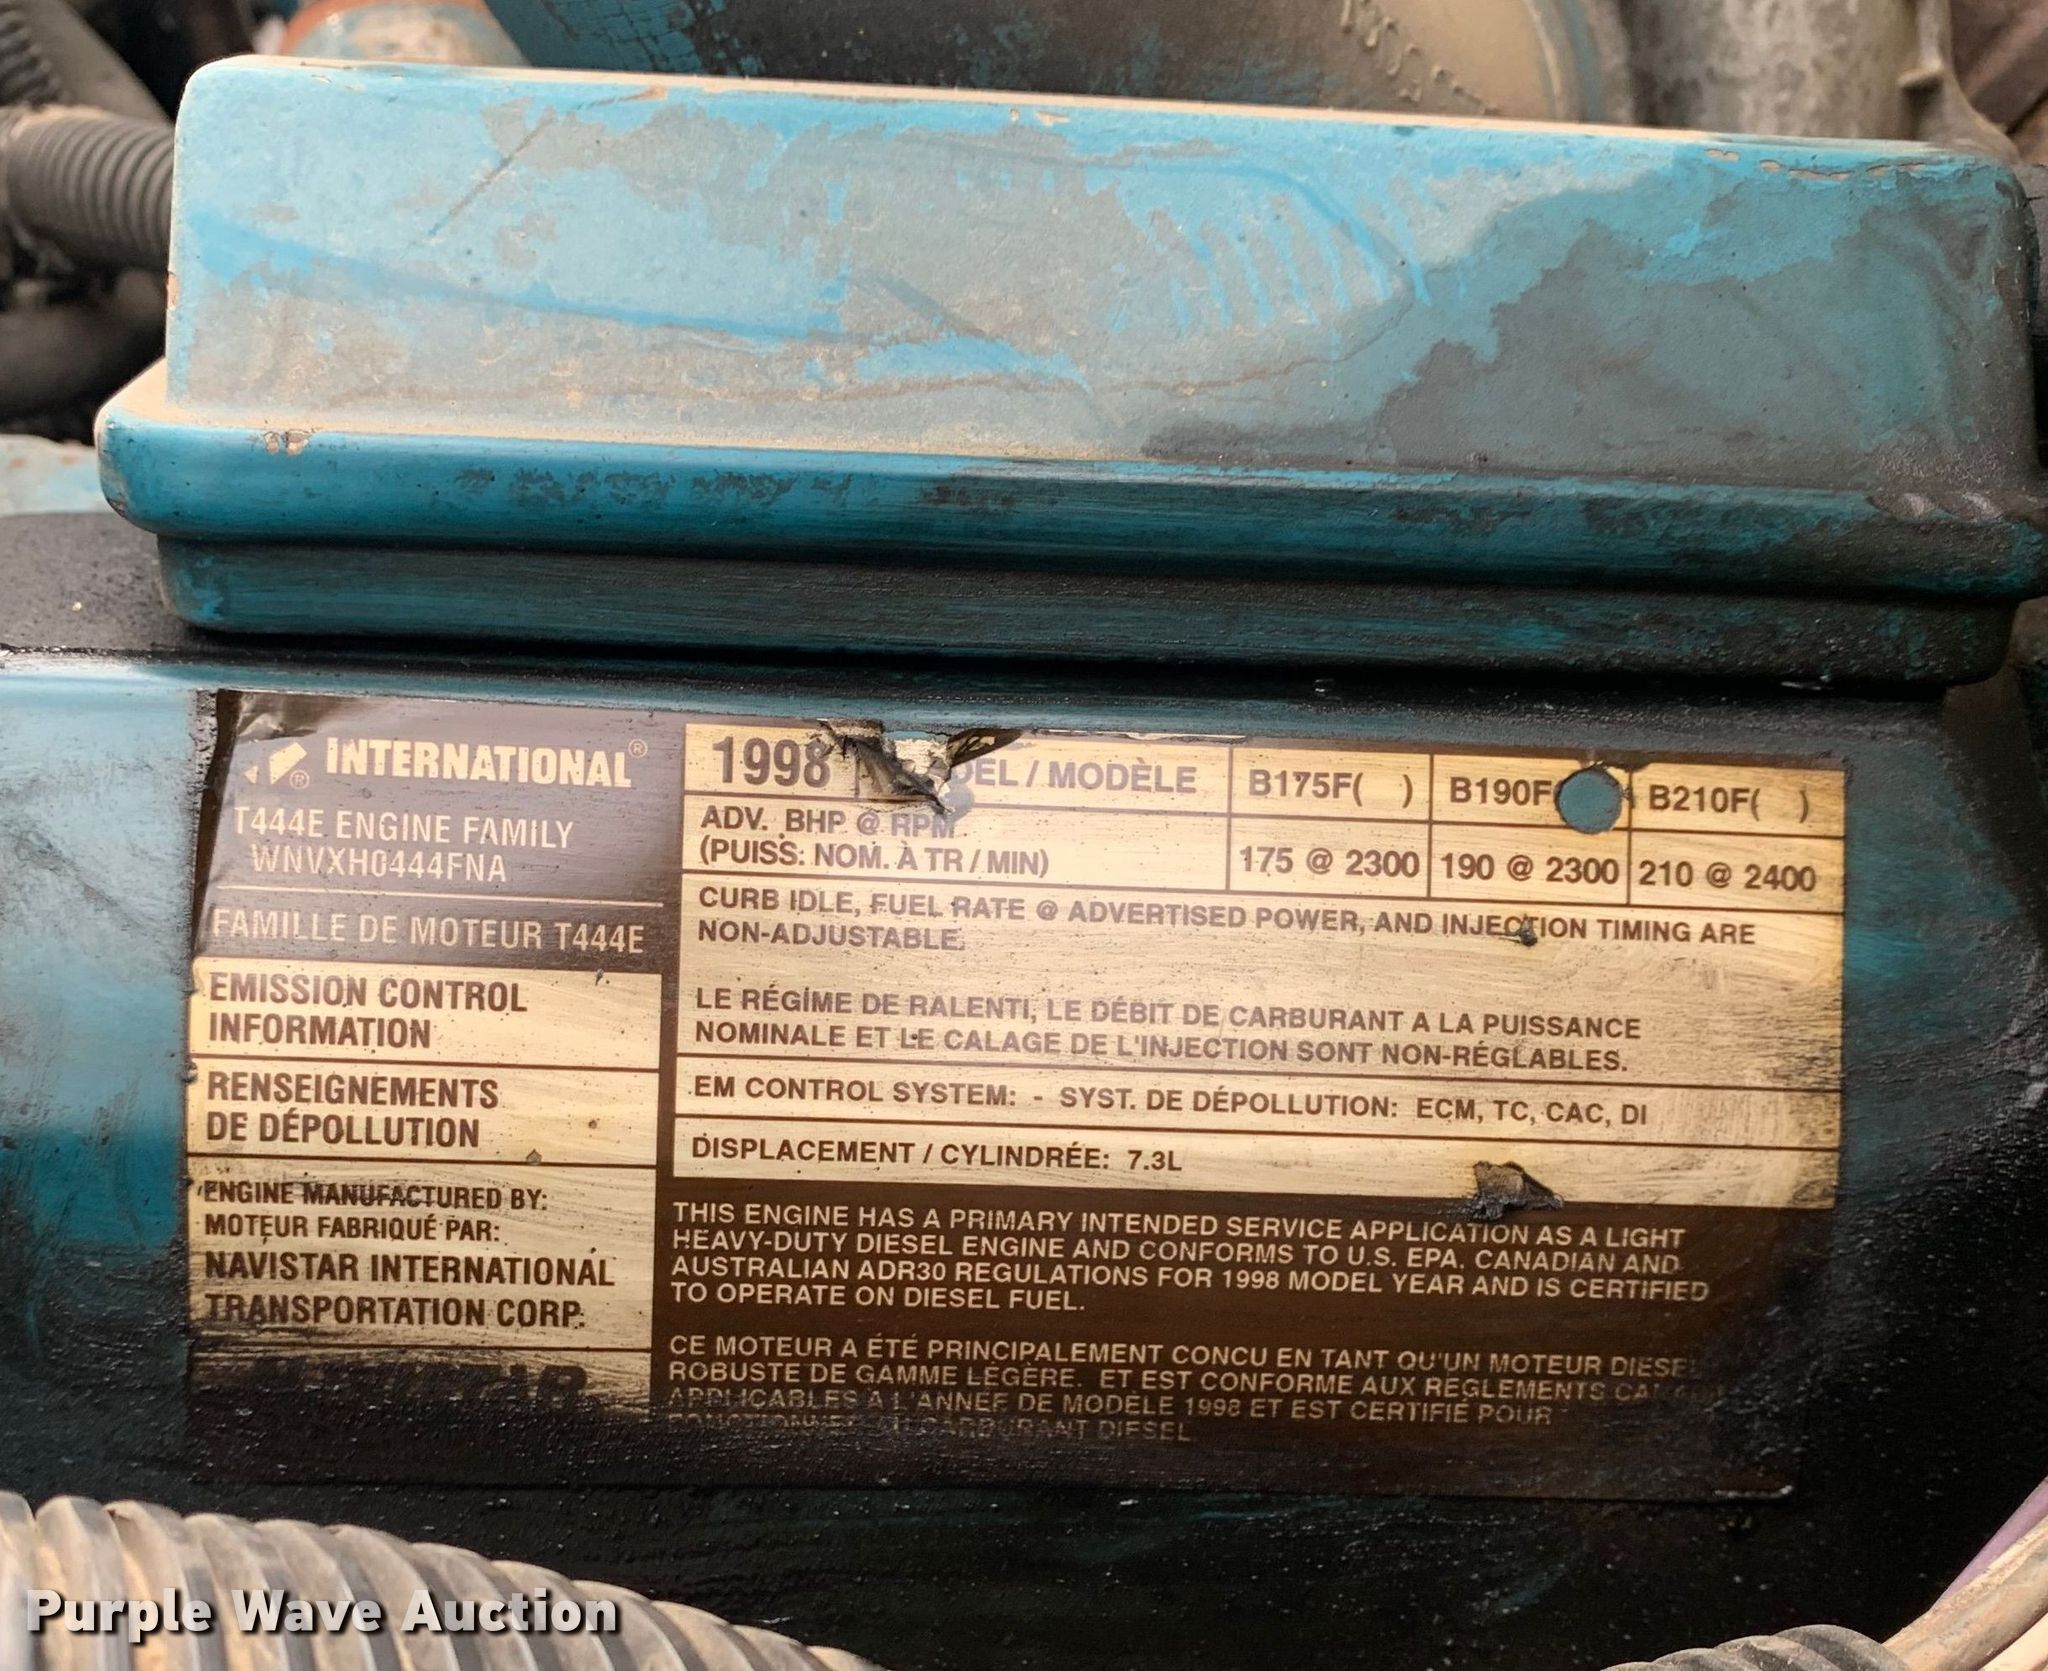 INTERNATIONAL®
®
T444E ENGINE FAMILY
WNVXH0444FNA
FAMILLE DE MOTEUR T444E
EMISSION CONTROL
INFORMATION
RENSEIGNEMENTS
DE DÉPOLLUTION
ENGINE MANUFACTURED BY:
MOTEUR FABRIQUÉ PAR:
NAVISTAR INTERNATIONAL
TRANSPORTATION CORP.
1998 / MODÈLE B175F( ) B190F( B210F( )
ADV. BHP @ RPM
(PUISS: NOM. À TR / MIN) 175 @ 2300 190 @ 2300 210 @ 2400
CURB IDLE, FUEL RATE @ ADVERTISED POWER, AND INJECTION TIMING ARE
NON-ADJUSTABLE.
LE RÉGIME DE RALENTI, LE DÉBIT DE CARBURANT A LA PUISSANCE
NOMINALE ET LE CALAGE DE L'INJECTION SONT NON-RÉGLABLES.
EM CONTROL SYSTEM: - SYST. DE DÉPOLLUTION: ECM, TC, CAC, DI
DISPLACEMENT / CYLINDRÉE: 7.3L
THIS ENGINE HAS A PRIMARY INTENDED SERVICE APPLICATION AS A LIGHT
HEAVY-DUTY DIESEL ENGINE AND CONFORMS TO U.S. EPA. CANADIAN AND
AUSTRALIAN ADR30 REGULATIONS FOR 1998 MODEL YEAR AND IS CERTIFIED
TO OPERATE ON DIESEL FUEL.
CE MOTEUR A ÉTÉ PRINCIPALEMENT CONCU EN TANT QU'UN MOTEUR DIESEL
ROBUSTE DE GAMME LÉGÈRE. ET EST CONFORME AUX RÉGLEMENTS
APPLICABLES A L'ANNÉE DE MODÈLE 1998 ET EST CERTIFIÉ POUR
CARBURANT DIESEL
Purple Wave Auction